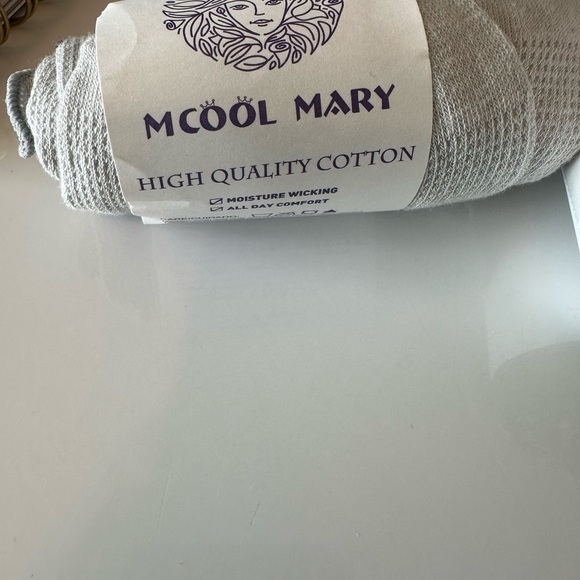 MCOOL MARY
HIGH QUALITY COTTON
MOISTURE WICKING
ALL DAY COMFORT